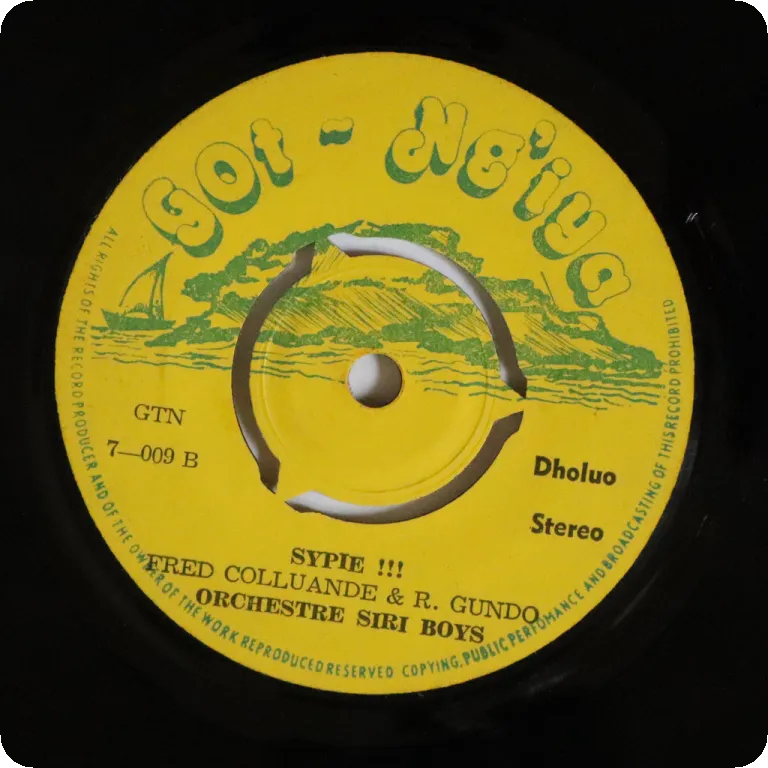 GOt - NG'iya
GTN
7—009 B
Dholuo
Stereo
SYPIE !!!
FRED COLLUANDE & R. GUNDO
ORCHESTRE SIRI BOYS
ALL RIGHTS OF THE RECORD PRODUCER AND OF THE OWNER OF THE WORK REPRODUCED RESERVED COPYING, PUBLIC PERFOMANCE AND BROADCASTING OF THIS RECORD PROHIBITED